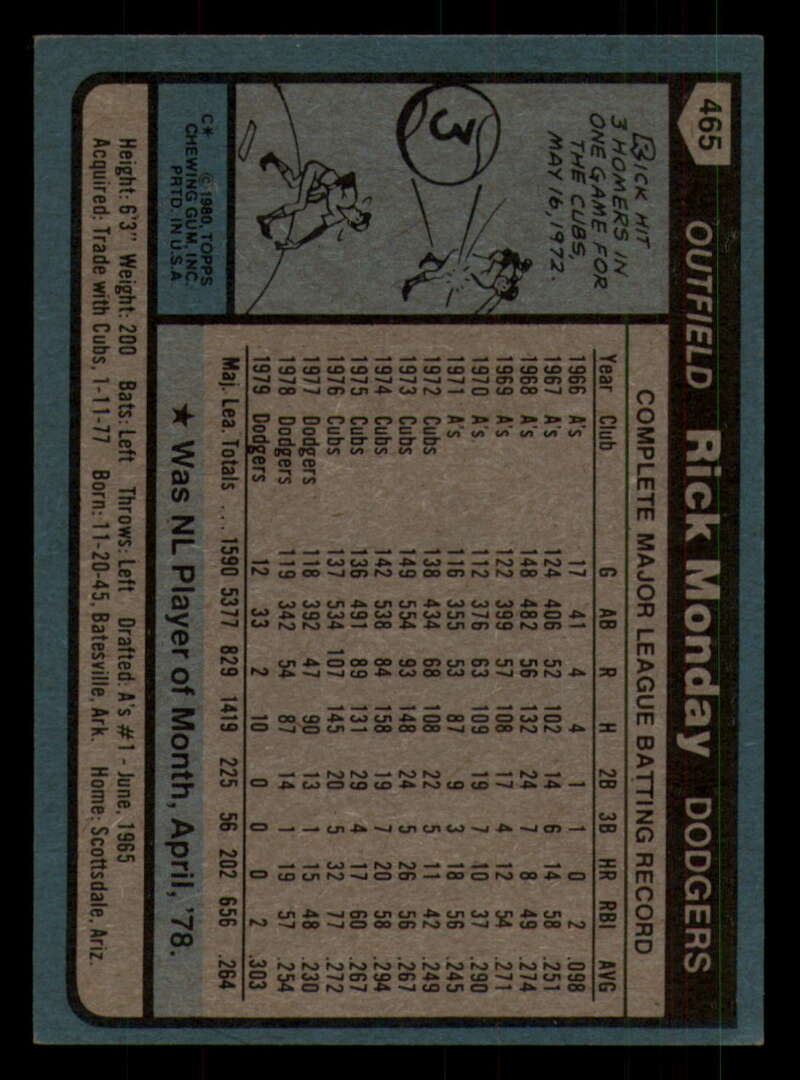 465
OUTFIELD Rick Monday DODGERS
Rick HIT
3 HOMERS IN
ONE GAME FOR
THE CUBS,
MAY 16, 1972.
3
C* © 1980, TOPPS
CHEWING GUM, INC.
PRTD. IN U.S.A
COMPLETE MAJOR LEAGUE BATTING RECORD
Year Club G AB R H 2B 3B HR RBI AVG
1966 A's 17 41 4 4 1 1 0 2 .098
1967 A's 124 406 52 102 14 6 14 58 .251
1968 A's 148 482 56 132 24 7 8 49 .274
1969 A's 122 399 57 108 17 4 12 54 .271
1970 A's 112 376 63 109 19 7 10 37 .290
1971 A's 116 355 53 87 9 3 18 56 .245
1972 Cubs 138 434 68 108 22 5 11 42 .249
1973 Cubs 149 554 93 148 24 5 26 56 .267
1974 Cubs 142 538 84 158 19 7 20 58 .294
1975 Cubs 136 491 89 131 29 4 17 60 .267
1976 Cubs 137 534 107 145 20 5 32 77 .272
1977 Dodgers 118 392 47 90 13 1 15 48 .230
1978 Dodgers 119 342 54 87 14 1 19 57 .254
1979 Dodgers 12 33 2 10 0 0 0 2 .303
Maj. Lea. Totals ... 1590 5377 829 1419 225 56 202 656 .264
★ Was NL Player of Month, April, '78.
Height: 6'3" Weight: 200 Bats: Left Throws: Left Drafted: A's #1 - June, 1965
Acquired: Trade with Cubs, 1-11-77 Born: 11-20-45, Batesville, Ark. Home: Scottsdale, Ariz.